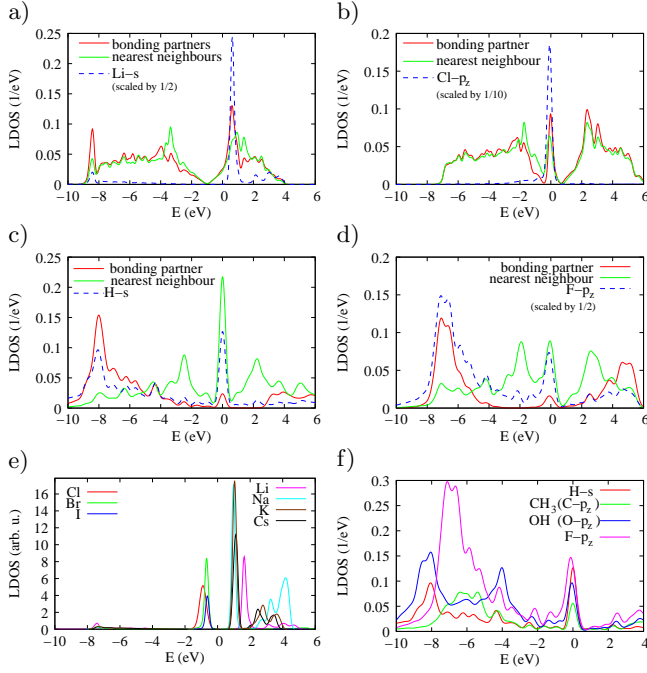 a)
0.25
0.2
0.15
0.1
0.05
0
LDOS (1/eV)
bonding partners
nearest neighbours
Li−s
(scaled by 1/2)
−10 −8 −6 −4 −2 0 2 4 6
E (eV)
b)
0.2
0.15
0.1
0.05
0
LDOS (1/eV)
bonding partner
nearest neighbour
Cl−pz
(scaled by 1/10)
−10 −8 −6 −4 −2 0 2 4 6
E (eV)
c)
0.25
0.2
0.15
0.1
0.05
0
LDOS (1/eV)
bonding partner
nearest neighbour
H−s
−10 −8 −6 −4 −2 0 2 4 6
E (eV)
d)
0.2
0.15
0.1
0.05
0
LDOS (1/eV)
bonding partner
nearest neighbour
F−pz
(scaled by 1/2)
−10 −8 −6 −4 −2 0 2 4 6
E (eV)
e)
16
14
12
10
8
6
4
2
0
LDOS (arb. u.)
Cl
Br
I
Li
Na
K
Cs
−10 −8 −6 −4 −2 0 2 4 6
E (eV)
f)
0.3
0.25
0.2
0.15
0.1
0.05
0
LDOS (1/eV)
H−s
CH3(C−pz)
OH (O−pz)
F−pz
−10 −8 −6 −4 −2 0 2 4
E (eV)